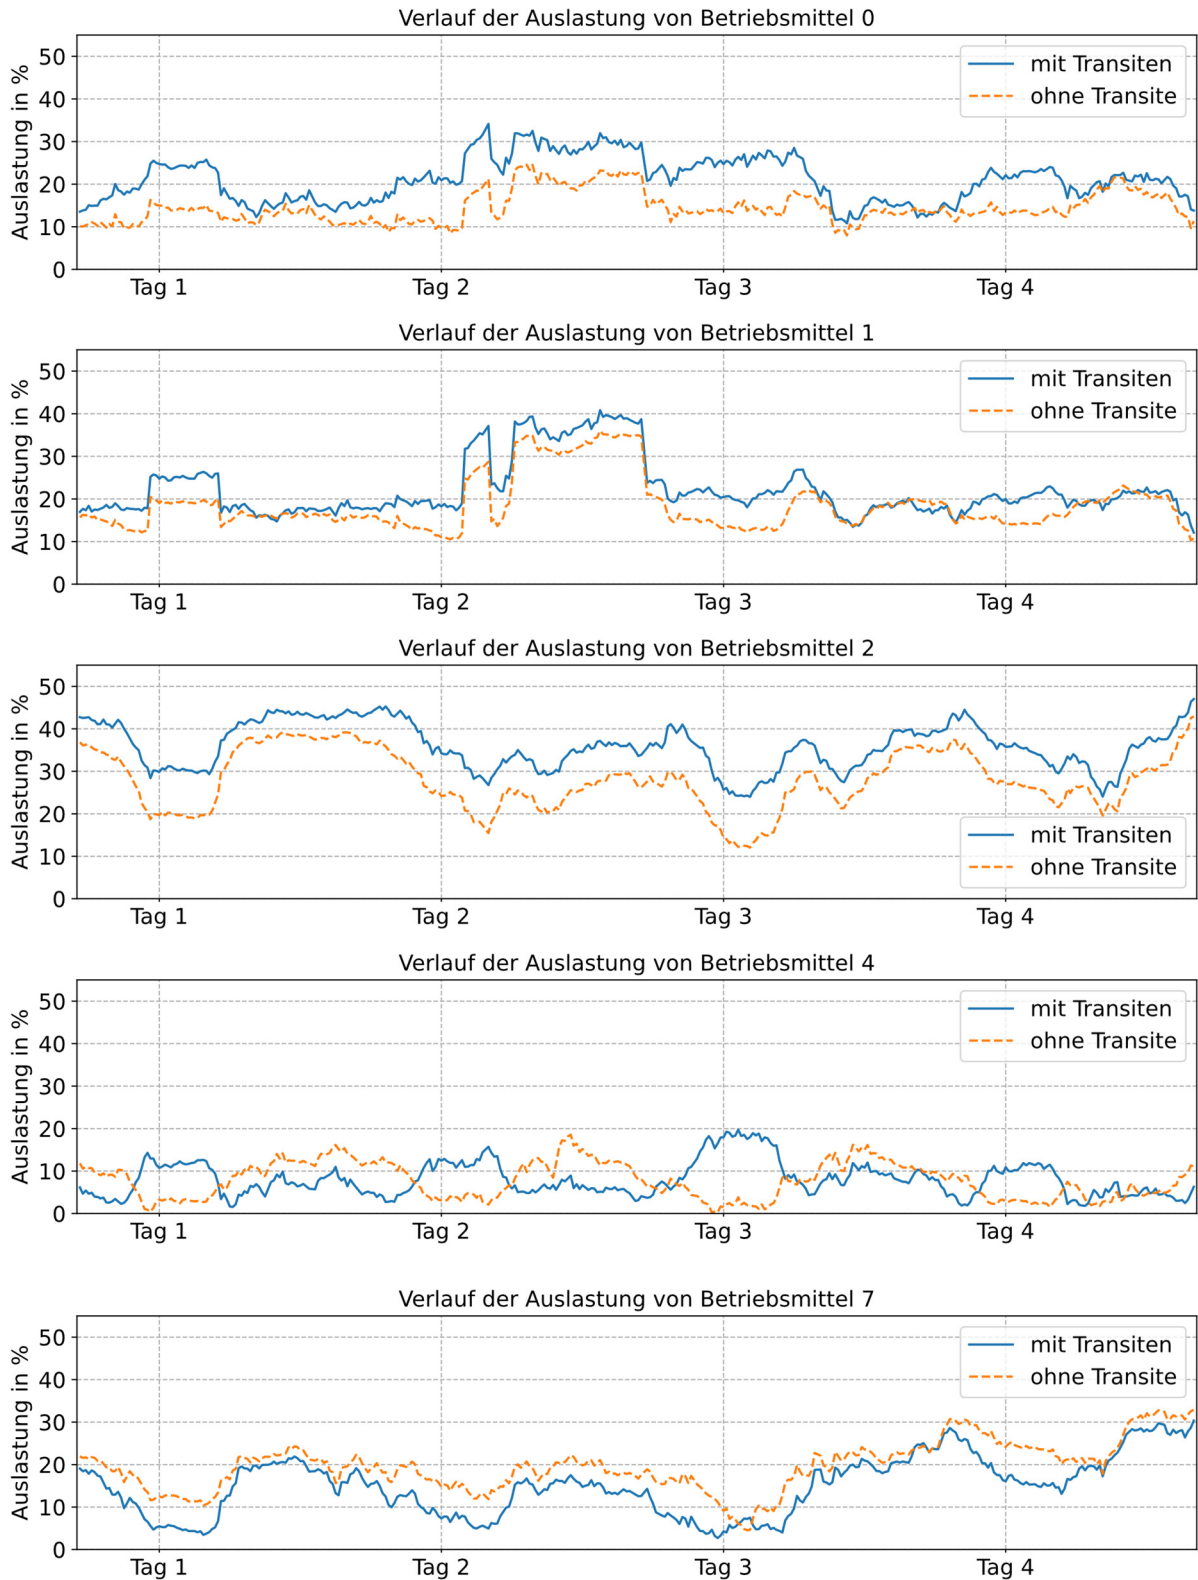 Verlauf der Auslastung von Betriebsmittel 0
Auslastung in %
50
40
30
20
10
0
mit Transiten
ohne Transite
Tag 1 Tag 2 Tag 3 Tag 4
Verlauf der Auslastung von Betriebsmittel 1
Auslastung in %
50
40
30
20
10
0
mit Transiten
ohne Transite
Tag 1 Tag 2 Tag 3 Tag 4
Verlauf der Auslastung von Betriebsmittel 2
Auslastung in %
50
40
30
20
10
0
mit Transiten
ohne Transite
Tag 1 Tag 2 Tag 3 Tag 4
Verlauf der Auslastung von Betriebsmittel 4
Auslastung in %
50
40
30
20
10
0
mit Transiten
ohne Transite
Tag 1 Tag 2 Tag 3 Tag 4
Verlauf der Auslastung von Betriebsmittel 7
Auslastung in %
50
40
30
20
10
0
mit Transiten
ohne Transite
Tag 1 Tag 2 Tag 3 Tag 4